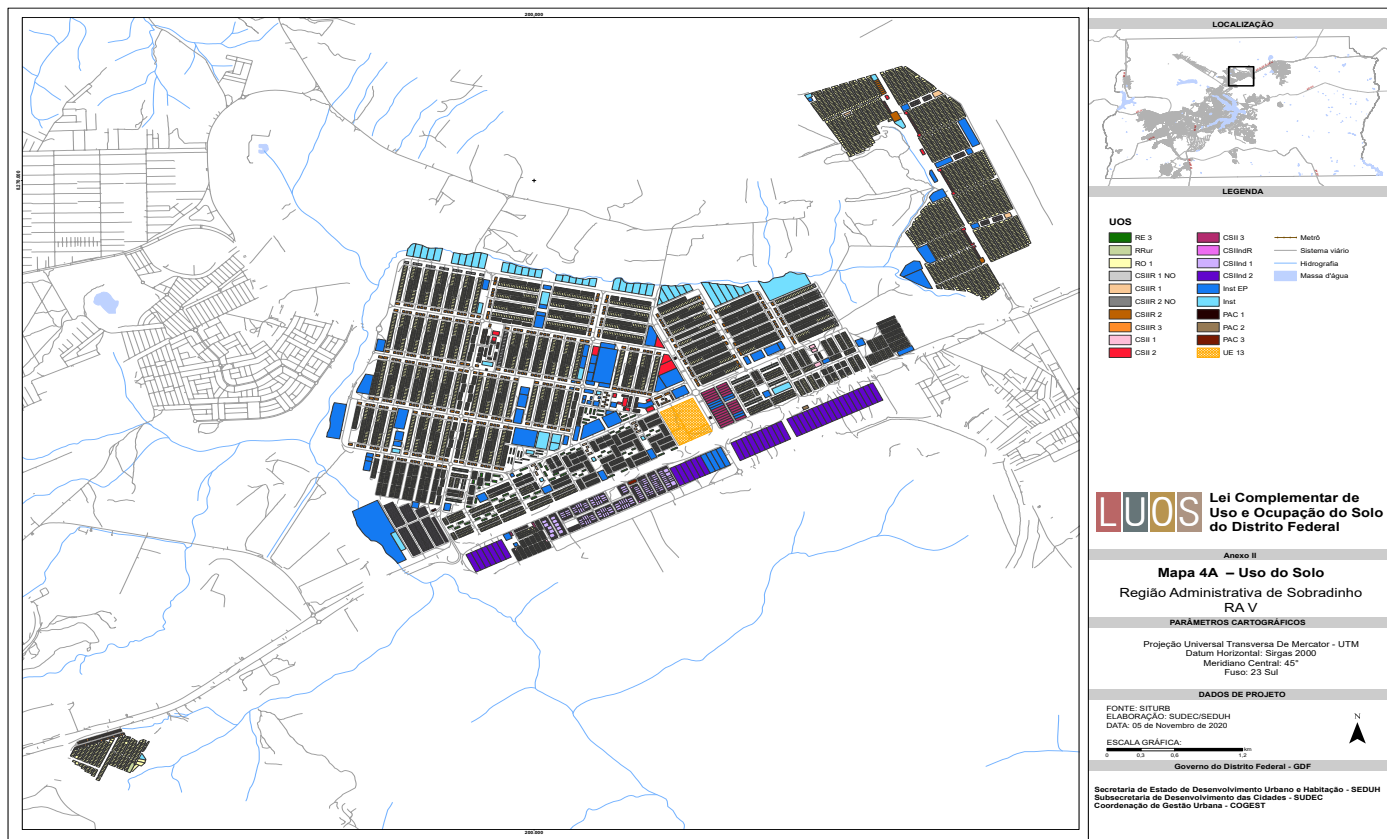 200.000
8.270.000
LOCALIZAÇÃO
LEGENDA
UOS
RE 3
RRur
RO 1
CSIIR 1 NO
CSIIR 1
CSIIR 2 NO
CSIIR 2
CSIIR 3
CSII 1
CSII 2
CSII 3
CSIIndR
CSIInd 1
CSIInd 2
Inst EP
Inst
PAC 1
PAC 2
PAC 3
UE 13
Metrô
Sistema viário
Hidrografia
Massa d'água
LUOS
Lei Complementar de
Uso e Ocupação do Solo
do Distrito Federal
Anexo II
Mapa 4A – Uso do Solo
Região Administrativa de Sobradinho
RA V
PARÂMETROS CARTOGRÁFICOS
Projeção Universal Transversa De Mercator - UTM
Datum Horizontal: Sirgas 2000
Meridiano Central: 45°
Fuso: 23 Sul
DADOS DE PROJETO
FONTE: SITURB
ELABORAÇÃO: SUDEC/SEDUH
DATA: 05 de Novembro de 2020
N
ESCALA GRÁFICA:
km
0 0,3 0,6 1,2
Governo do Distrito Federal - GDF
Secretaria de Estado de Desenvolvimento Urbano e Habitação - SEDUH
Subsecretaria de Desenvolvimento das Cidades - SUDEC
Coordenação de Gestão Urbana - COGEST
200.000